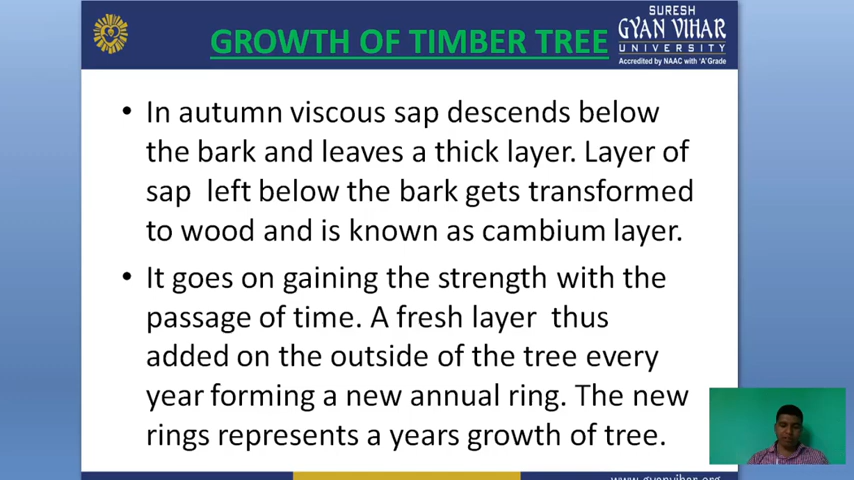 SURESH
GYAN VIHAR
UNIVERSITY
Accredited by NAAC with 'A' Grade
GROWTH OF TIMBER TREE
• In autumn viscous sap descends below
the bark and leaves a thick layer. Layer of
sap left below the bark gets transformed
to wood and is known as cambium layer.
• It goes on gaining the strength with the
passage of time. A fresh layer thus
added on the outside of the tree every
year forming a new annual ring. The new
rings represents a years growth of tree.
www.gyanvihar.org